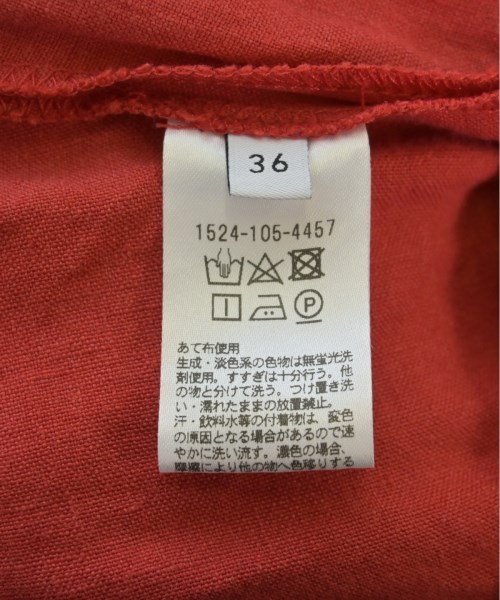 36
1524-105-4457
P
あて布使用
生成・淡色系の色物は無蛍光洗
剤使用。すすぎは十分行う。他
の物と分けて洗う。つけ置き洗
い・濡れたままの放置禁止。
汗・飲料水等の付着物は、変色
の原因となる場合があるので速
やかに洗い流す。濃色の場合、
摩擦により他の物へ色移りする